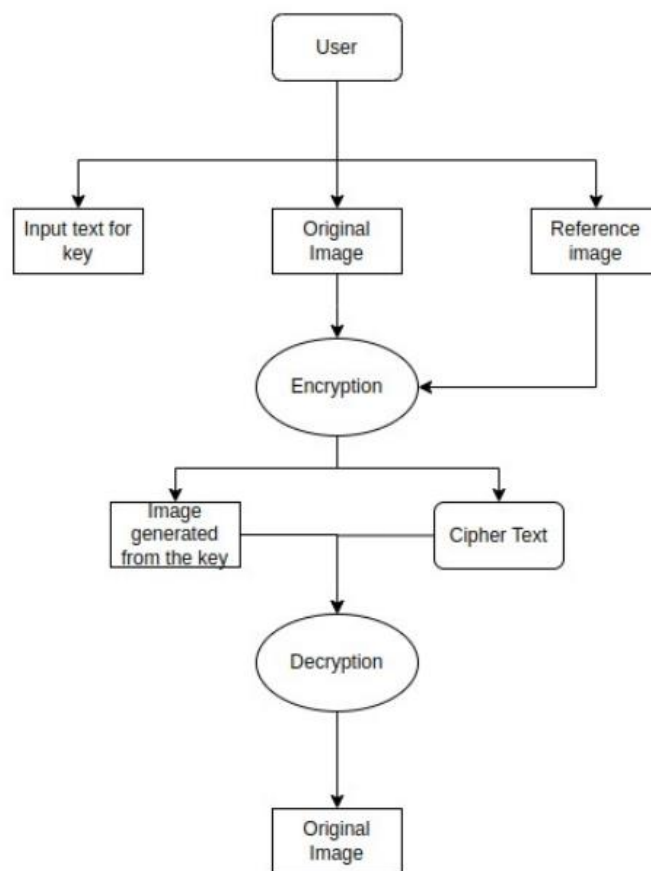 User
Input text for
key
Original
Image
Reference
image
Encryption
Image
generated
from the key
Cipher Text
Decryption
Original
Image